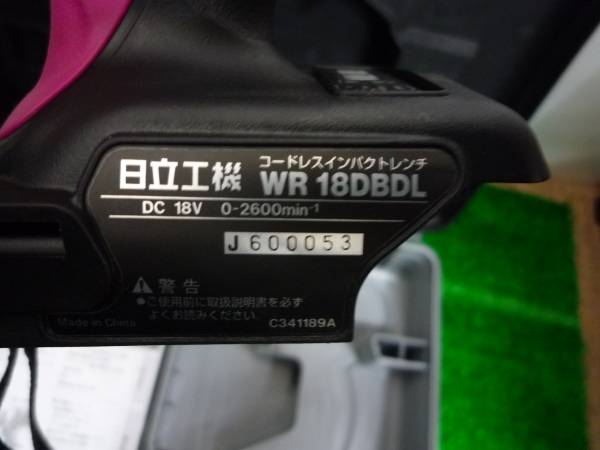 日立工機 コードレスインパクトレンチ
WR 18DBDL
DC 18V 0-2600min⁻¹
J600053
警告
●ご使用前に取扱説明書を必ず
よくお読みください。
Made in China
C341189A